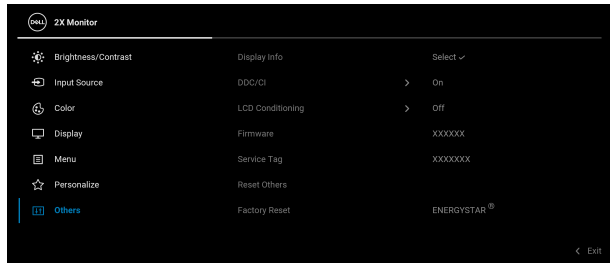 DELL 2X Monitor
Brightness/Contrast Display Info Select ✓
Input Source DDC/CI > On
Color LCD Conditioning > Off
Display Firmware XXXXXX
Menu Service Tag XXXXXXX
Personalize Reset Others
Others Factory Reset ENERGYSTAR ®
< Exit